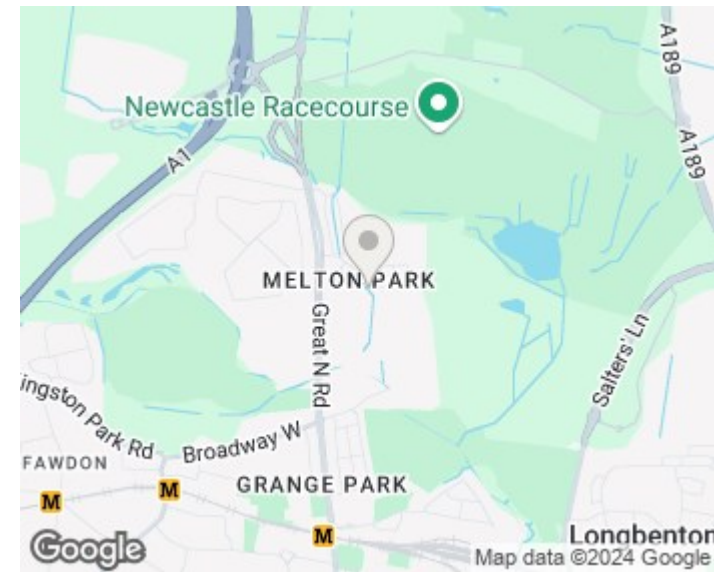 A189
Newcastle Racecourse
A1
A189
MELTON PARK
Great N Rd
Salters' Ln
ingston Park Rd
Broadway W
FAWDON
GRANGE PARK
M
M
M
Longbenton
Google
Map data ©2024 Google